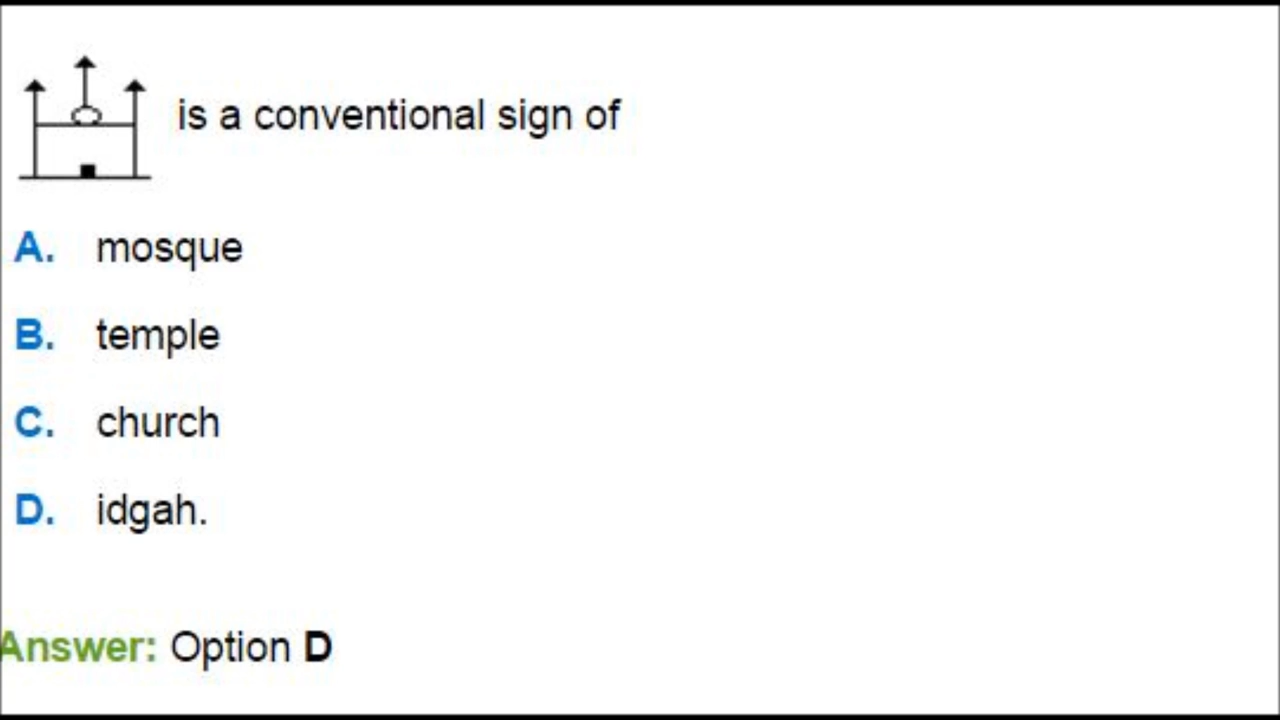 is a conventional sign of
A. mosque
B. temple
C. church
D. idgah.
Answer: Option D